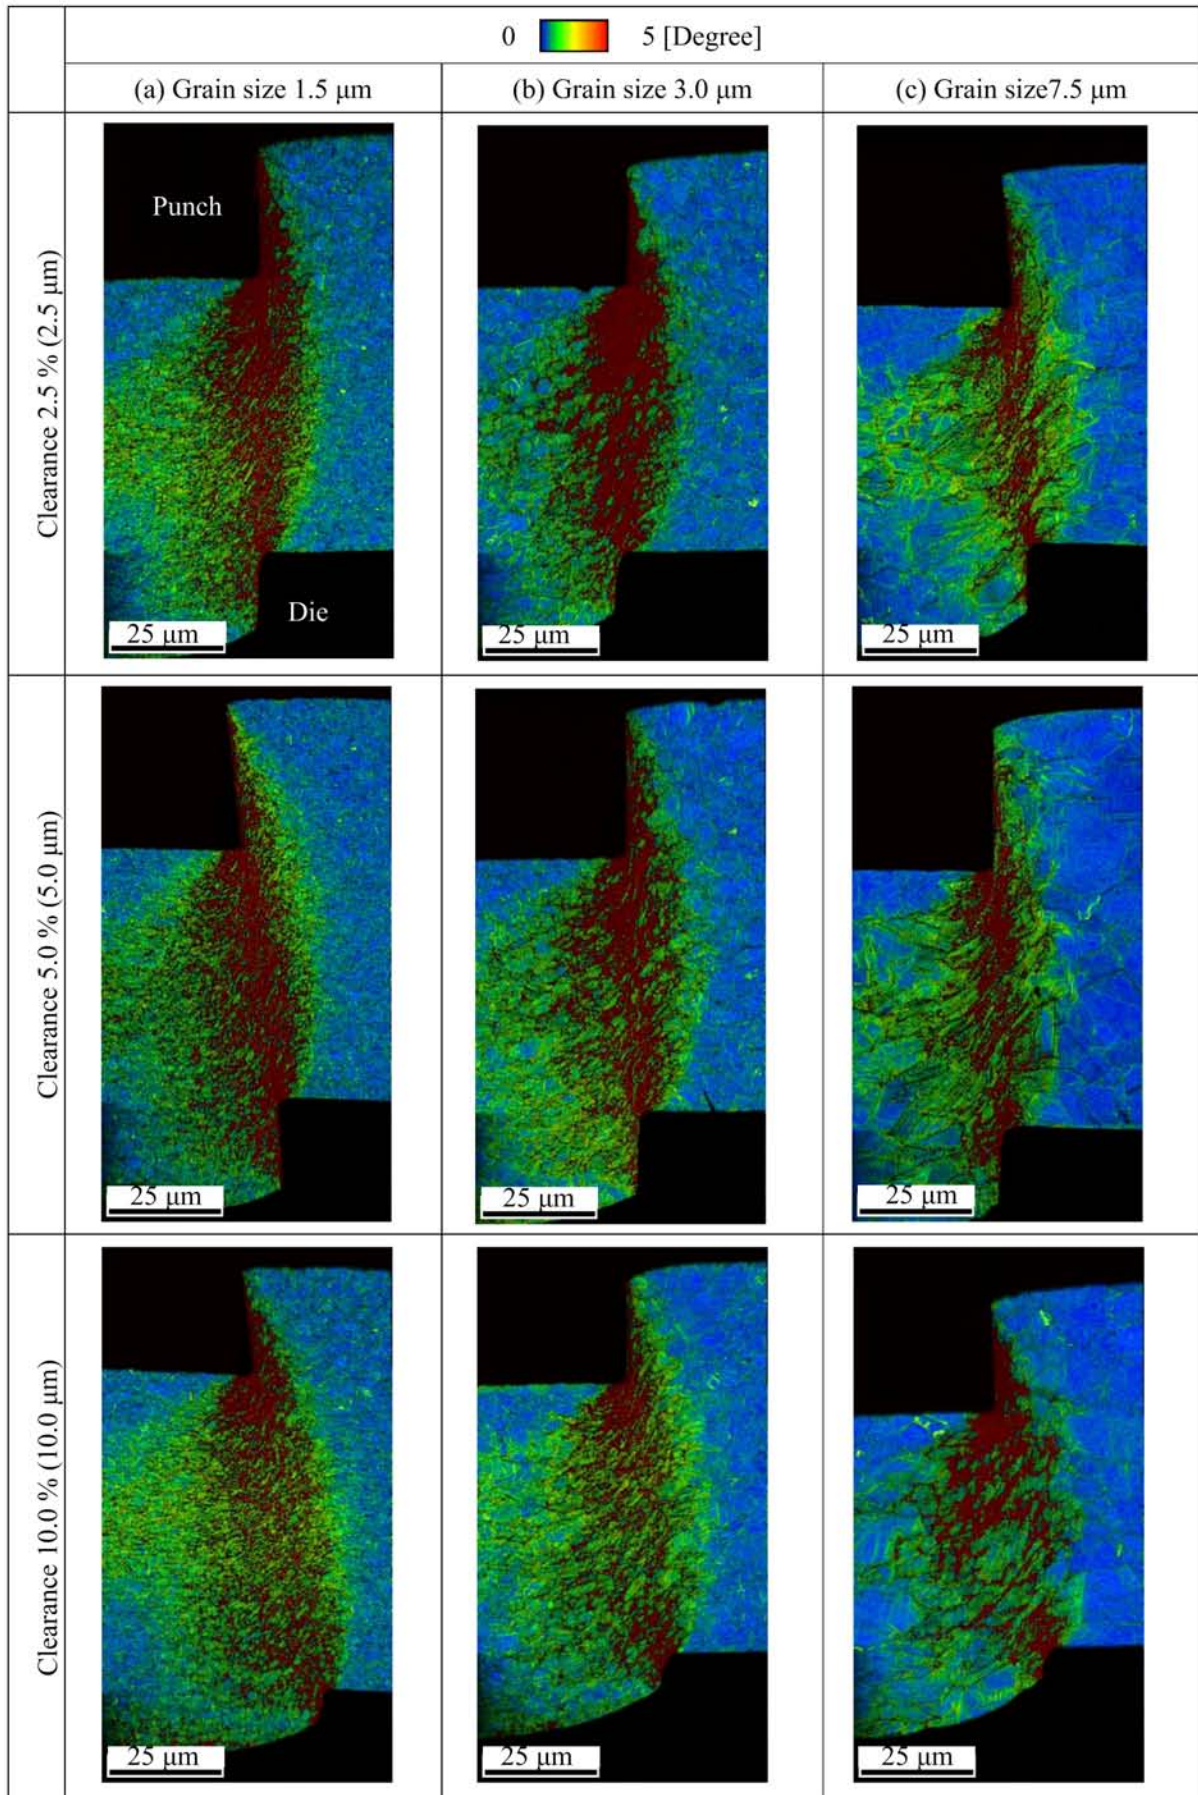 0 5 [Degree]
(a) Grain size 1.5 μm
(b) Grain size 3.0 μm
(c) Grain size7.5 μm
Clearance 2.5 % (2.5 μm)
Punch
Die
25 μm
25 μm
25 μm
Clearance 5.0 % (5.0 μm)
25 μm
25 μm
25 μm
Clearance 10.0 % (10.0 μm)
25 μm
25 μm
25 μm